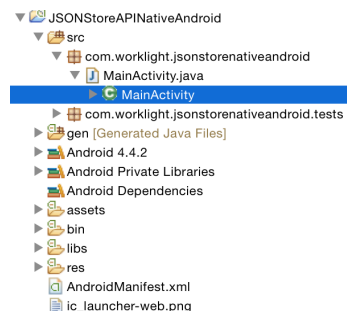 JSONStoreAPINativeAndroid
src
com.worklight.jsonstorenativeandroid
MainActivity.java
MainActivity
com.worklight.jsonstorenativeandroid.tests
gen [Generated Java Files]
Android 4.4.2
Android Private Libraries
Android Dependencies
assets
bin
libs
res
AndroidManifest.xml
ic_launcher-web.png